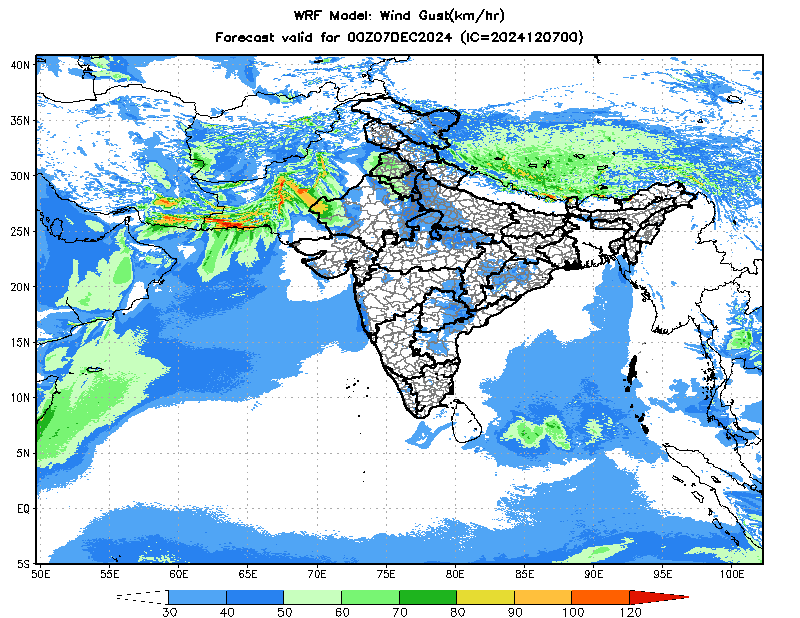 WRF Model: Wind Gust(km/hr)
Forecast valid for 00Z07DEC2024 (IC=2024120700)
40N
35N
30N
25N
20N
15N
10N
5N
EQ
5S
50E 55E 60E 65E 70E 75E 80E 85E 90E 95E 100E
30 40 50 60 70 80 90 100 120